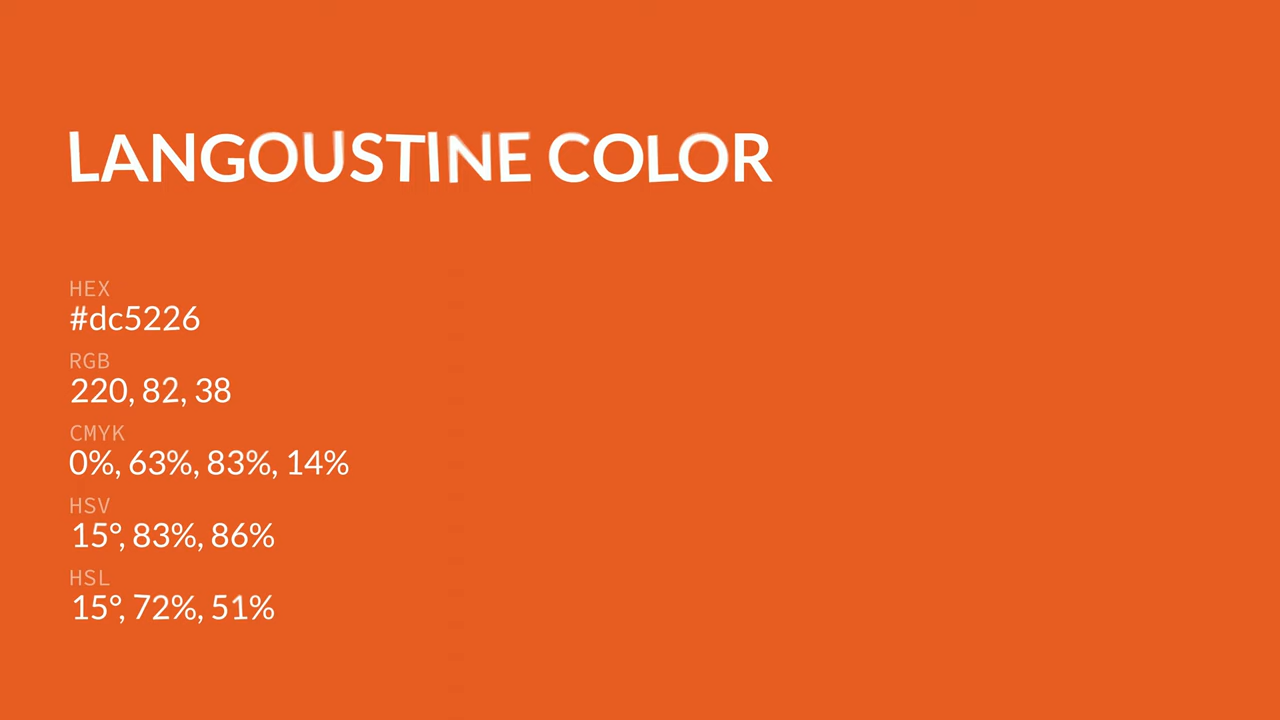 LANGOUSTINE COLOR
HEX
#dc5226
RGB
220, 82, 38
CMYK
0%, 63%, 83%, 14%
HSV
15°, 83%, 86%
HSL
15°, 72%, 51%